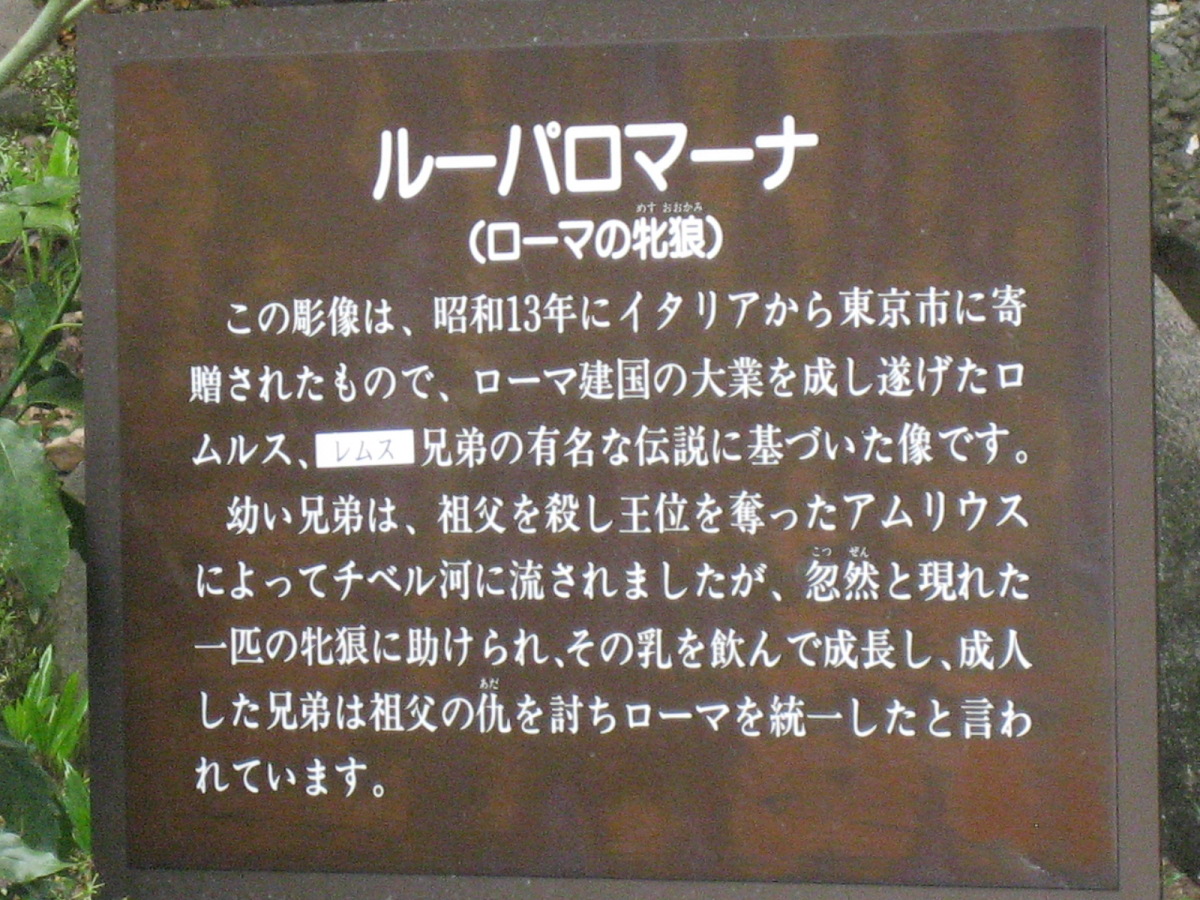 ルーパロマーナ
めす おおかみ
(ローマの牝狼)
この彫像は、昭和13年にイタリアから東京市に寄
贈されたもので、ローマ建国の大業を成し遂げたロ
ムルス、レムス兄弟の有名な伝説に基づいた像です。
幼い兄弟は、祖父を殺し王位を奪ったアムリウス
こつ ぜん
によってチベル河に流されましたが、忽然と現れた
一匹の牝狼に助けられ、その乳を飲んで成長し、成人
あだ
した兄弟は祖父の仇を討ちローマを統一したと言わ
れています。